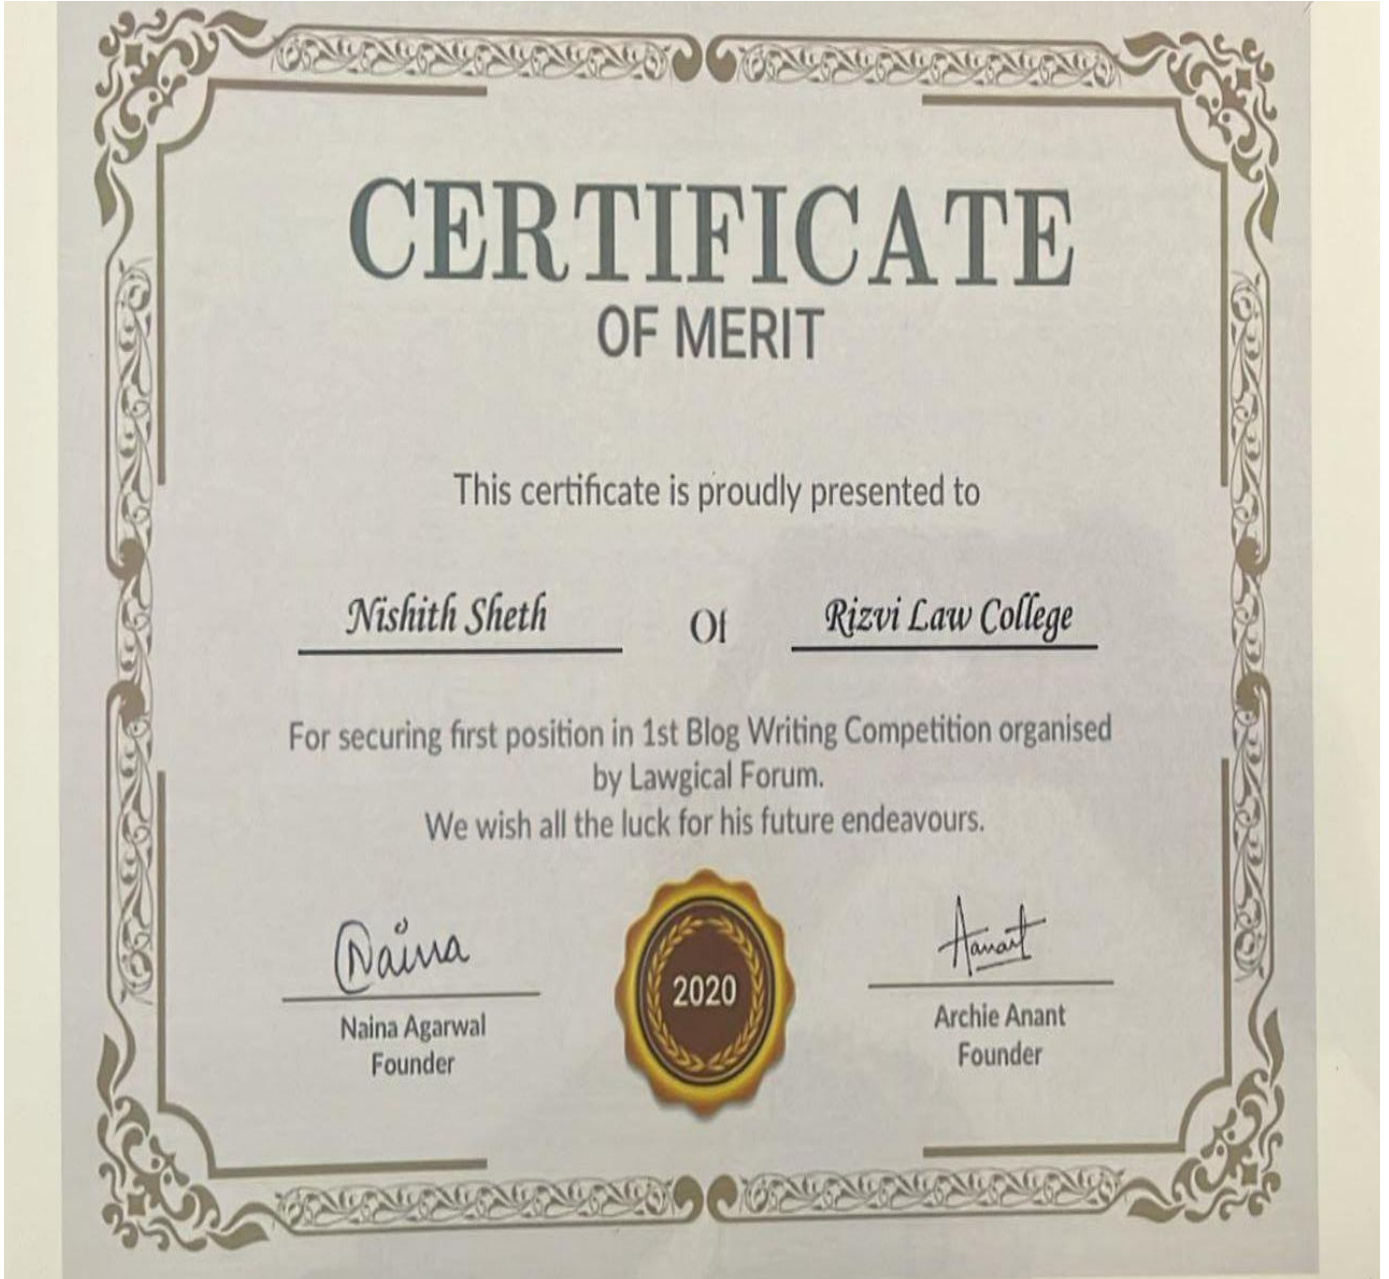 CERTIFICATE
OF MERIT
This certificate is proudly presented to
Nishith Sheth Of Rizvi Law College
For securing first position in 1st Blog Writing Competition organised
by Lawgical Forum.
We wish all the luck for his future endeavours.
Naina
Anant
2020
Naina Agarwal
Founder
Archie Anant
Founder